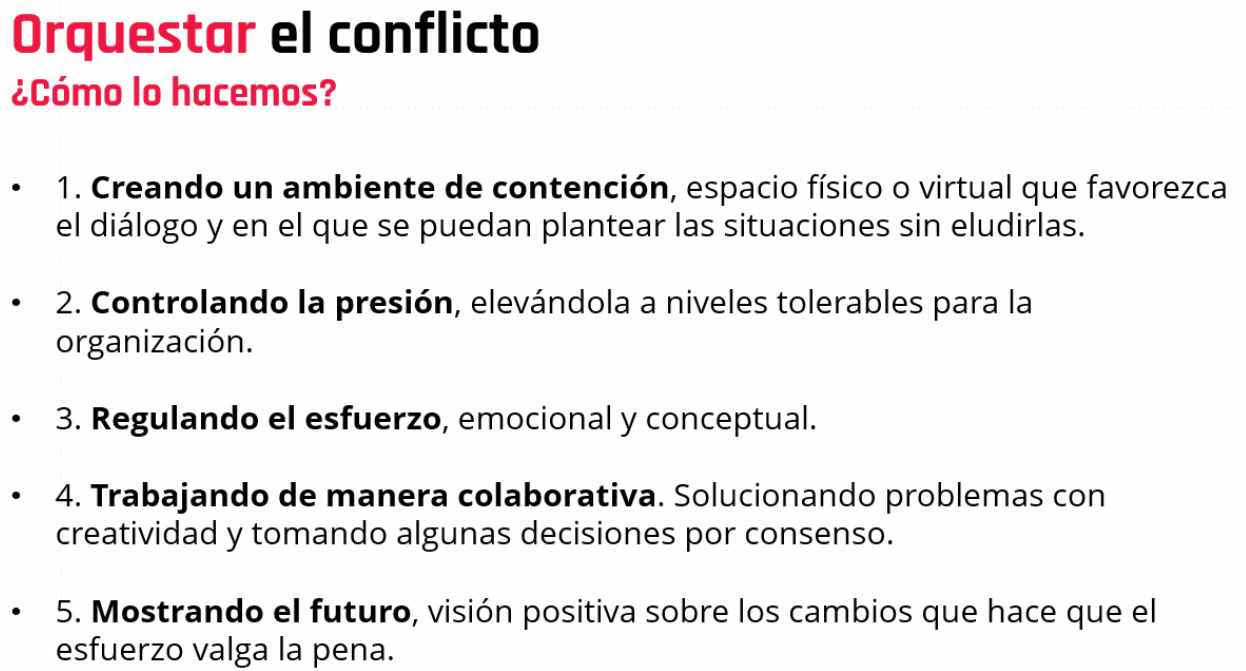 Orquestar el conflicto
¿Cómo lo hacemos?
• 1. Creando un ambiente de contención, espacio físico o virtual que favorezca
el diálogo y en el que se puedan plantear las situaciones sin eludirlas.
• 2. Controlando la presión, elevándola a niveles tolerables para la
organización.
• 3. Regulando el esfuerzo, emocional y conceptual.
• 4. Trabajando de manera colaborativa. Solucionando problemas con
creatividad y tomando algunas decisiones por consenso.
• 5. Mostrando el futuro, visión positiva sobre los cambios que hace que el
esfuerzo valga la pena.